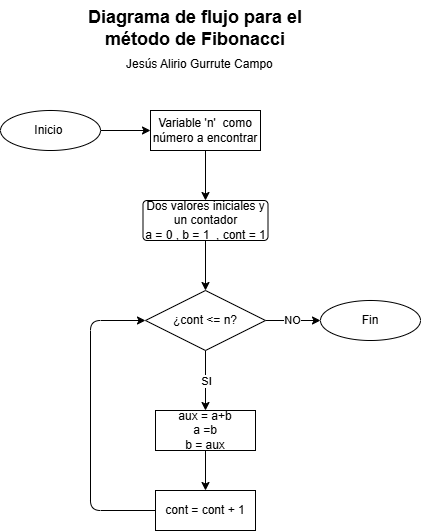 Diagrama de flujo para el
método de Fibonacci
Jesús Alirio Gurrute Campo
Inicio
Variable 'n' como
número a encontrar
Dos valores iniciales y
un contador
a = 0 , b = 1 , cont = 1
¿cont <= n?
NO
Fin
SI
aux = a+b
a =b
b = aux
cont = cont + 1